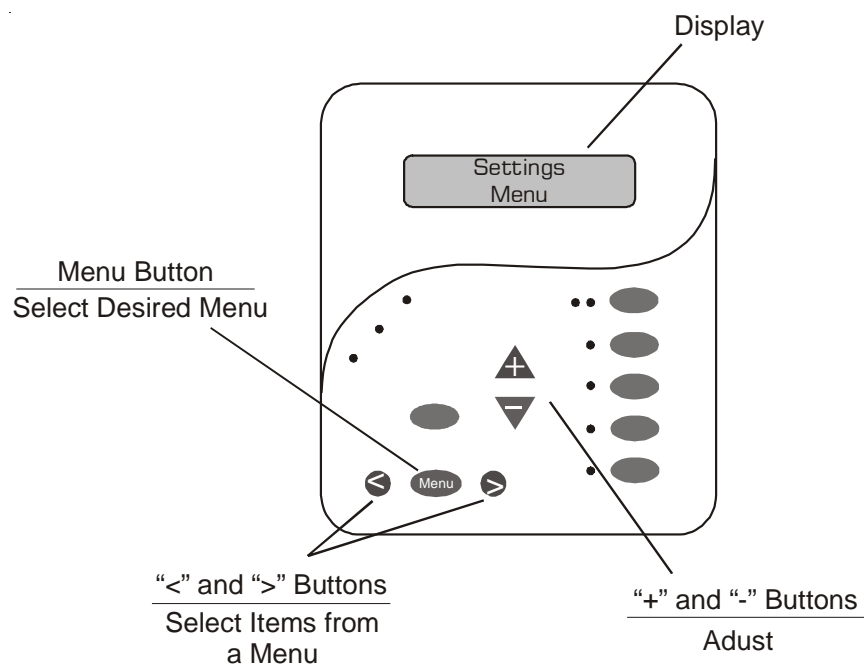 Display
Settings
Menu
Menu Button
Select Desired Menu
+
−
< Menu >
“<” and “>” Buttons
Select Items from
a Menu
“+” and “-” Buttons
Adust